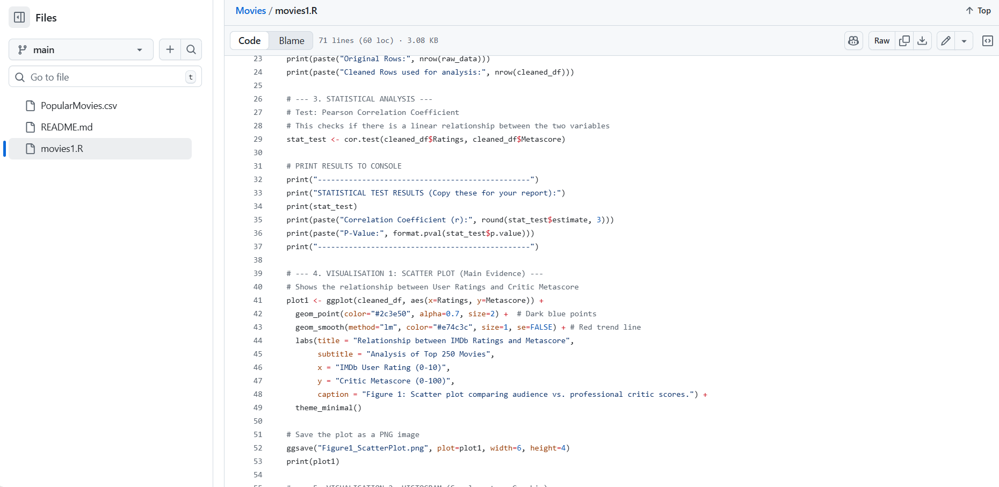 Files
main
Go to file
t
PopularMovies.csv
README.md
movies1.R
Movies / movies1.R
Top
Code
Blame
71 lines (60 loc) · 3.08 KB
Raw
23 print(paste("Original Rows:", nrow(raw_data)))
24 print(paste("Cleaned Rows used for analysis:", nrow(cleaned_df)))
25
26 # --- 3. STATISTICAL ANALYSIS ---
27 # Test: Pearson Correlation Coefficient
28 # This checks if there is a linear relationship between the two variables
29 stat_test <- cor.test(cleaned_df$Ratings, cleaned_df$Metascore)
30
31 # PRINT RESULTS TO CONSOLE
32 print("------------------------------------------------")
33 print("STATISTICAL TEST RESULTS (Copy these for your report):")
34 print(stat_test)
35 print(paste("Correlation Coefficient (r):", round(stat_test$estimate, 3)))
36 print(paste("P-Value:", format.pval(stat_test$p.value)))
37 print("------------------------------------------------")
38
39 # --- 4. VISUALISATION 1: SCATTER PLOT (Main Evidence) ---
40 # Shows the relationship between User Ratings and Critic Metascore
41 plot1 <- ggplot(cleaned_df, aes(x=Ratings, y=Metascore)) +
42 geom_point(color="#2c3e50", alpha=0.7, size=2) + # Dark blue points
43 geom_smooth(method="lm", color="#e74c3c", size=1, se=FALSE) + # Red trend line
44 labs(title = "Relationship between IMDb Ratings and Metascore",
45 subtitle = "Analysis of Top 250 Movies",
46 x = "IMDb User Rating (0-10)",
47 y = "Critic Metascore (0-100)",
48 caption = "Figure 1: Scatter plot comparing audience vs. professional critic scores.") +
49 theme_minimal()
50
51 # Save the plot as a PNG image
52 ggsave("Figure1_ScatterPlot.png", plot=plot1, width=6, height=4)
53 print(plot1)
54